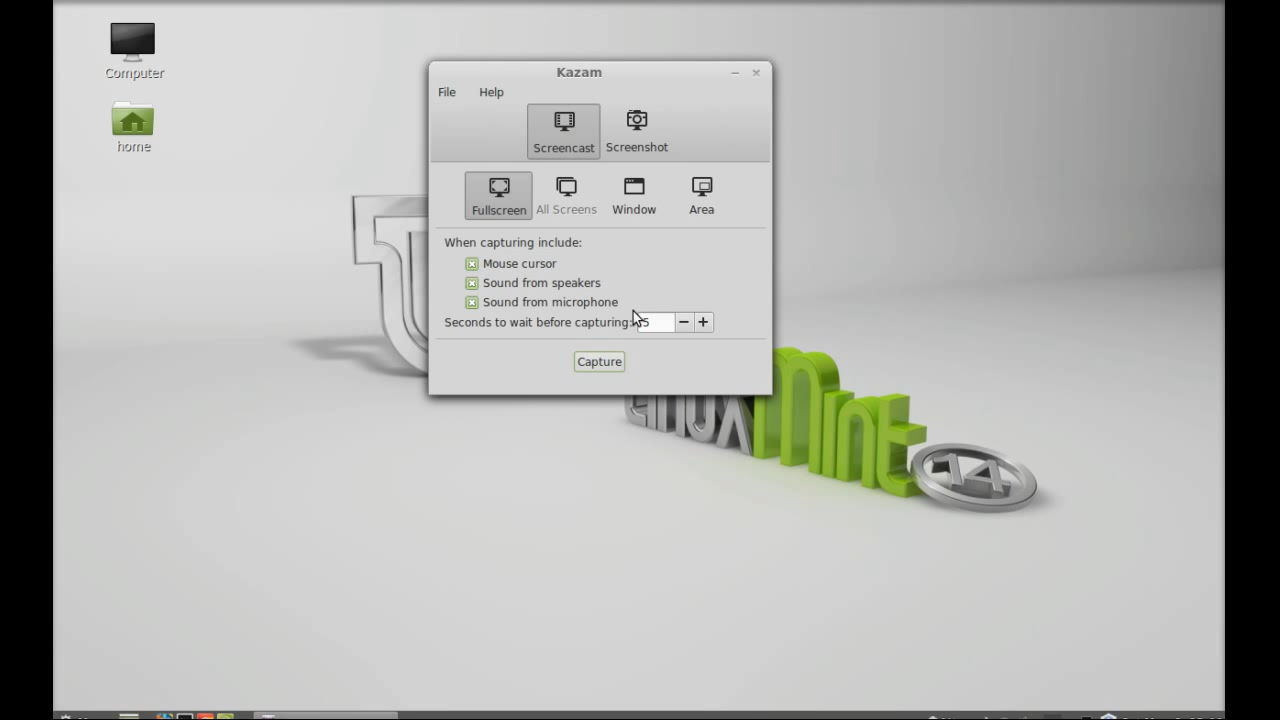 Computer
home
Kazam
File Help
Screencast Screenshot
Fullscreen All Screens Window Area
When capturing include:
Mouse cursor
Sound from speakers
Sound from microphone
Seconds to wait before capturing: 5
Capture
Linux Mint 14